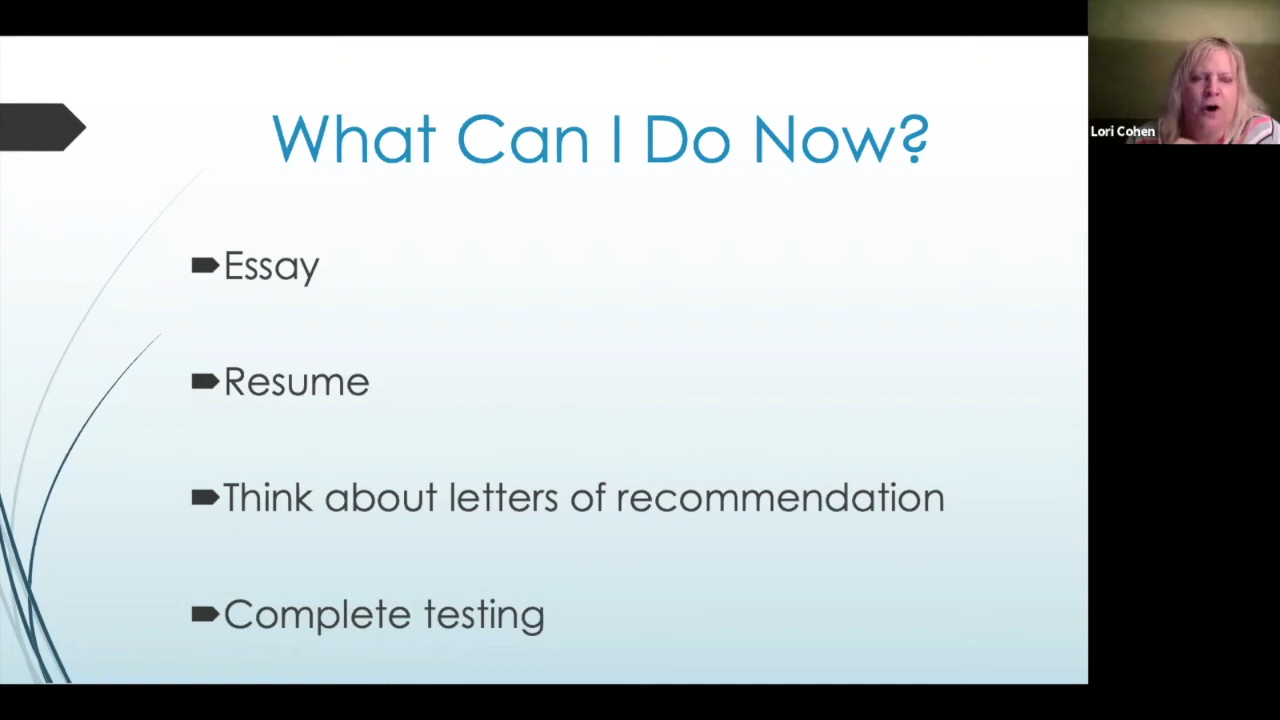 What Can I Do Now?
Essay
Resume
Think about letters of recommendation
Complete testing
Lori Cohen